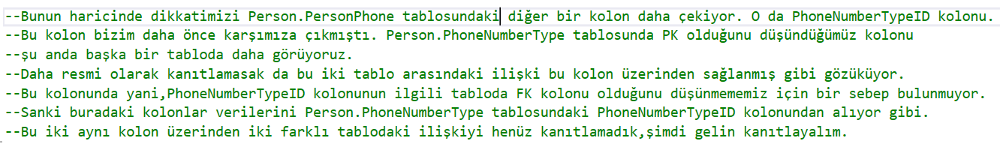 --Bunun haricinde dikkatimizi Person.PersonPhone tablosundaki diğer bir kolon daha çekiyor. O da PhoneNumberTypeID kolonu.
--Bu kolon bizim daha önce karşımıza çıkmıştı. Person.PhoneNumberType tablosunda PK olduğunu düşündüğümüz kolonu
--şu anda başka bir tabloda daha görüyoruz.
--Daha resmi olarak kanıtlamasak da bu iki tablo arasındaki ilişki bu kolon üzerinden sağlanmış gibi gözüküyor.
--Bu kolonunda yani,PhoneNumberTypeID kolonunun ilgili tabloda FK kolonu olduğunu düşünmememiz için bir sebep bulunmuyor.
--Sanki buradaki kolonlar verilerini Person.PhoneNumberType tablosundaki PhoneNumberTypeID kolonundan alıyor gibi.
--Bu iki aynı kolon üzerinden iki farklı tablodaki ilişkiyi henüz kanıtlamadık,şimdi gelin kanıtlayalım.